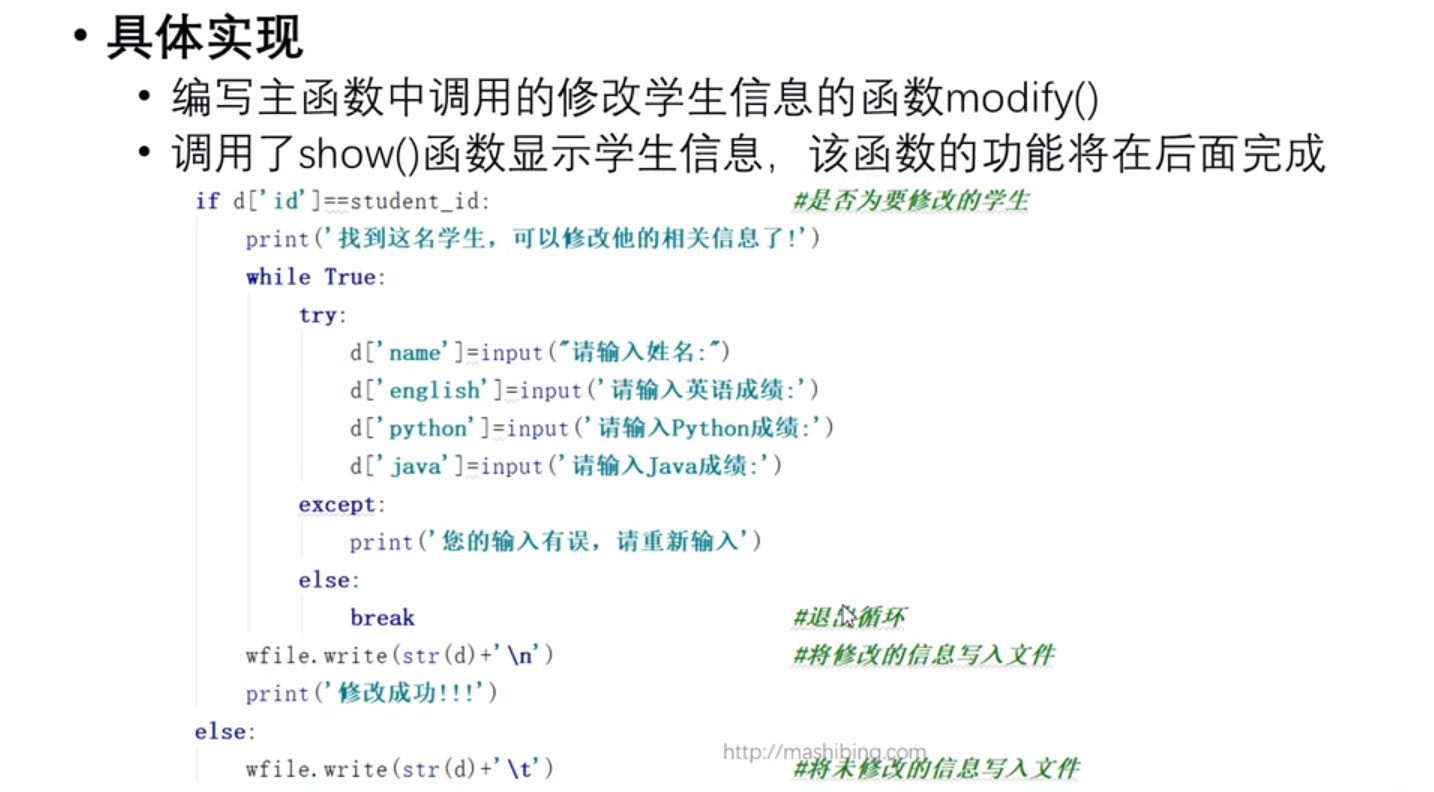 • 具体实现
• 编写主函数中调用的修改学生信息的函数modify()
• 调用了show()函数显示学生信息，该函数的功能将在后面完成
if d['id']==student_id: #是否为要修改的学生
print('找到这名学生，可以修改他的相关信息了!')
while True:
try:
d['name']=input("请输入姓名:")
d['english']=input('请输入英语成绩:')
d['python']=input('请输入Python成绩:')
d['java']=input('请输入Java成绩:')
except:
print('您的输入有误，请重新输入')
else:
break #退出循环
wfile.write(str(d)+'\n') #将修改的信息写入文件
print('修改成功!!!')
else:
http://mashibing.com
wfile.write(str(d)+'\t') #将未修改的信息写入文件